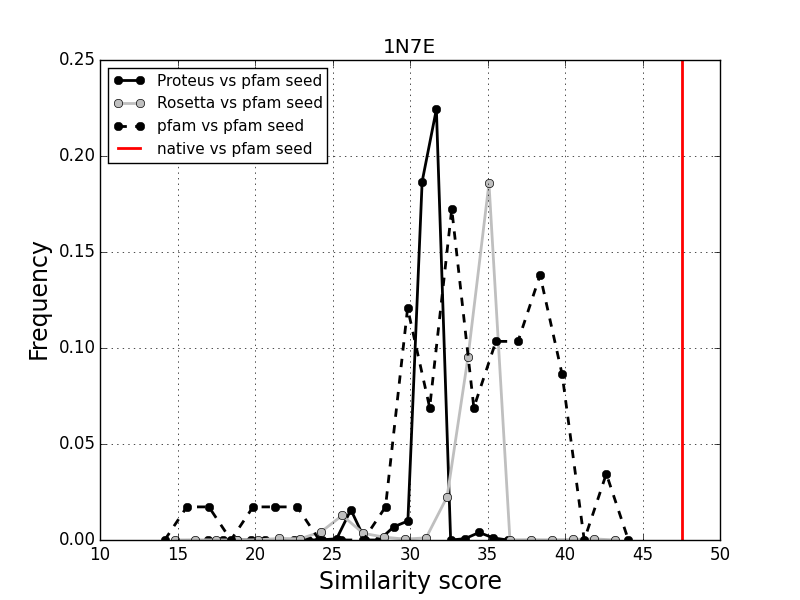 1N7E
Proteus vs pfam seed
Rosetta vs pfam seed
pfam vs pfam seed
native vs pfam seed
0.25
0.20
0.15
0.10
0.05
0.00
Frequency
10 15 20 25 30 35 40 45 50
Similarity score